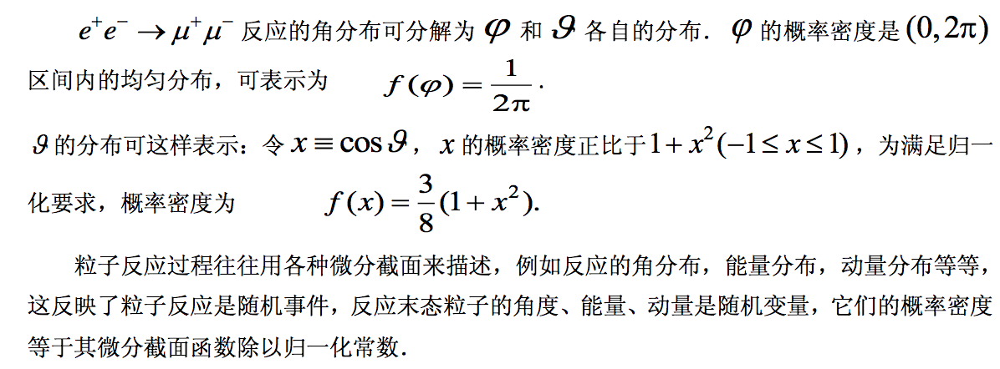 e⁺e⁻ → μ⁺μ⁻ 反应的角分布可分解为 φ 和 ϑ 各自的分布．φ 的概率密度是 (0,2π)
区间内的均匀分布，可表示为 f(φ) = 1/2π .
ϑ 的分布可这样表示：令 x ≡ cos ϑ，x 的概率密度正比于 1 + x²(−1 ≤ x ≤ 1)，为满足归一
化要求，概率密度为 f(x) = 3/8 (1 + x²).
粒子反应过程往往用各种微分截面来描述，例如反应的角分布，能量分布，动量分布等等，
这反映了粒子反应是随机事件，反应末态粒子的角度、能量、动量是随机变量，它们的概率密度
等于其微分截面函数除以归一化常数．